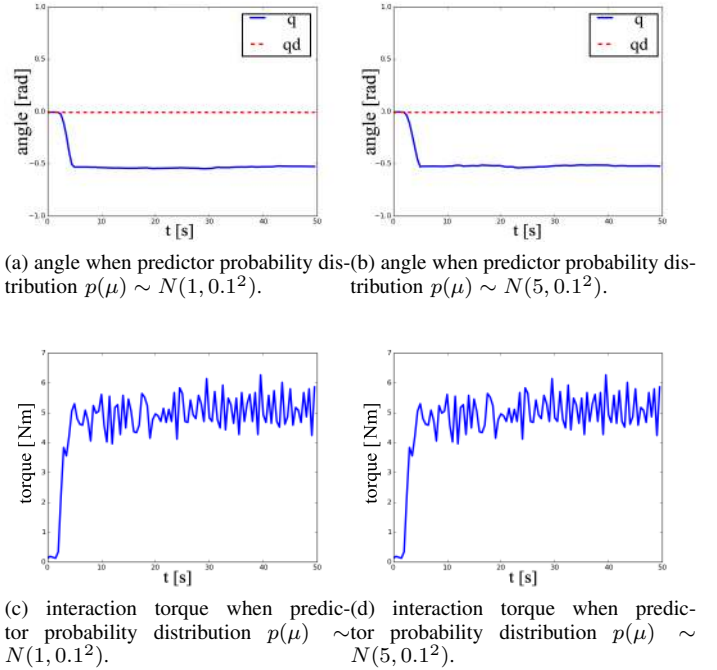 1.0
0.5
0.0
−0.5
−1.0
angle [rad]
q
qd
0 10 20 30 40 50
t [s]
1.0
0.5
0.0
−0.5
−1.0
angle [rad]
q
qd
0 10 20 30 40 50
t [s]
(a) angle when predictor probability dis-
tribution p(μ) ∼ N(1, 0.1²).
(b) angle when predictor probability dis-
tribution p(μ) ∼ N(5, 0.1²).
7
6
5
4
3
2
1
0
torque [Nm]
0 10 20 30 40 50
t [s]
7
6
5
4
3
2
1
0
torque [Nm]
0 10 20 30 40 50
t [s]
(c) interaction torque when predic-
tor probability distribution p(μ) ∼
N(1, 0.1²).
(d) interaction torque when predic-
tor probability distribution p(μ) ∼
N(5, 0.1²).